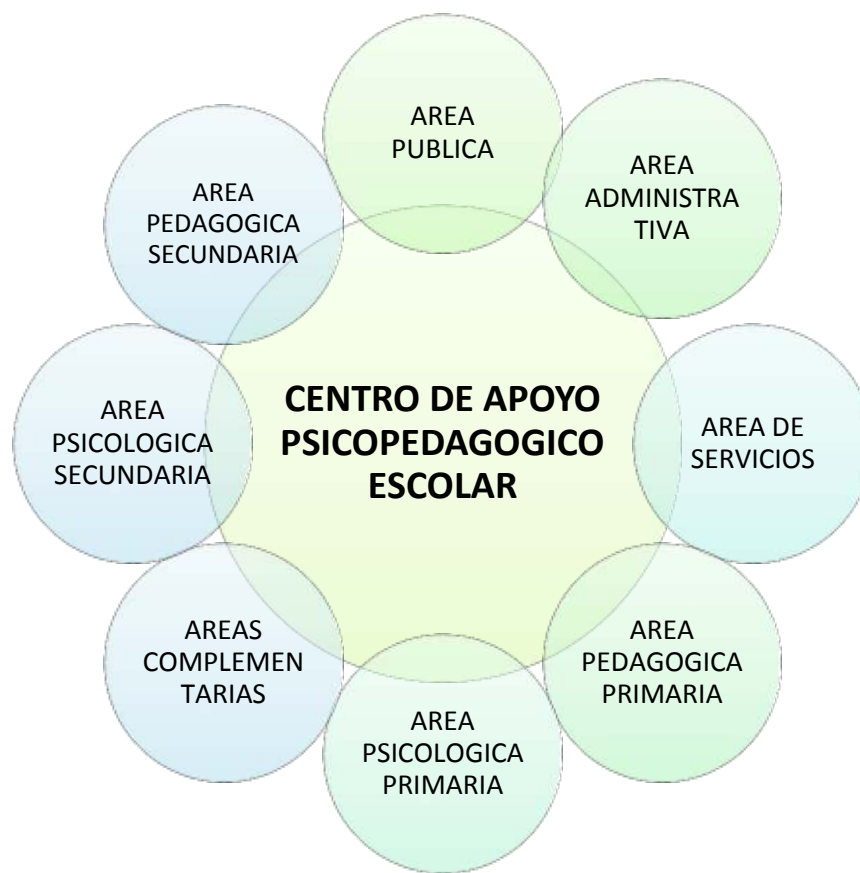 AREA
PUBLICA
AREA
ADMINISTRA
TIVA
AREA DE
SERVICIOS
AREA
PEDAGOGICA
PRIMARIA
AREA
PSICOLOGICA
PRIMARIA
AREAS
COMPLEMEN
TARIAS
AREA
PSICOLOGICA
SECUNDARIA
AREA
PEDAGOGICA
SECUNDARIA
CENTRO DE APOYO
PSICOPEDAGOGICO
ESCOLAR